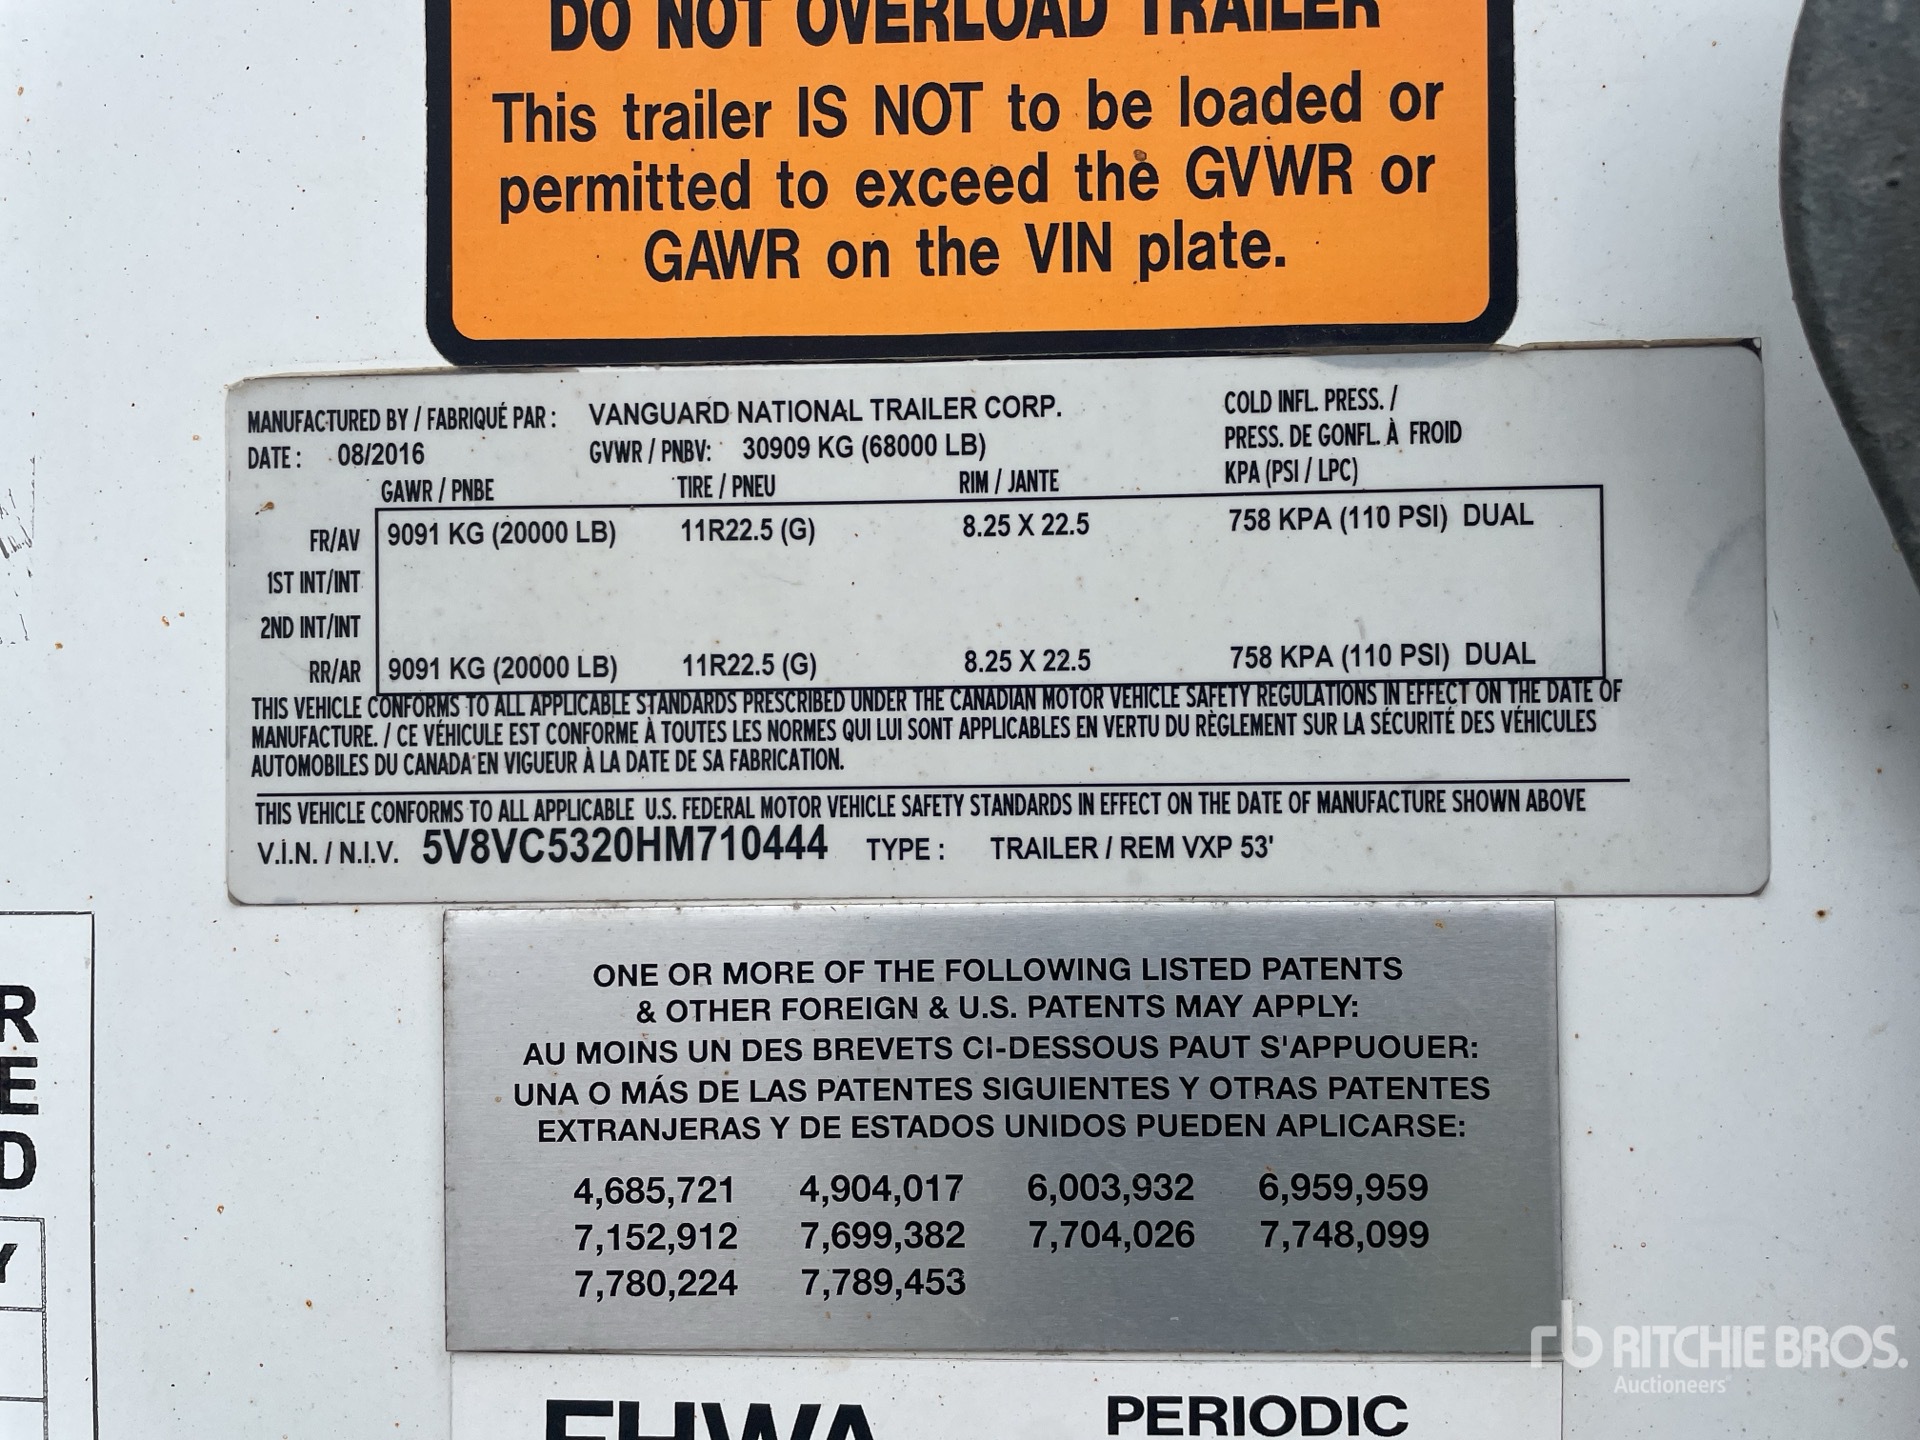 DO NOT OVERLOAD TRAILER
This trailer IS NOT to be loaded or
permitted to exceed the GVWR or
GAWR on the VIN plate.
MANUFACTURED BY / FABRIQUÉ PAR : VANGUARD NATIONAL TRAILER CORP. COLD INFL. PRESS. /
DATE : 08/2016 GVWR / PNBV: 30909 KG (68000 LB) PRESS. DE GONFL. À FROID
GAWR / PNBE TIRE / PNEU RIM / JANTE KPA (PSI / LPC)
FR/AV 9091 KG (20000 LB) 11R22.5 (G) 8.25 X 22.5 758 KPA (110 PSI) DUAL
1ST INT/INT
2ND INT/INT
RR/AR 9091 KG (20000 LB) 11R22.5 (G) 8.25 X 22.5 758 KPA (110 PSI) DUAL
THIS VEHICLE CONFORMS TO ALL APPLICABLE STANDARDS PRESCRIBED UNDER THE CANADIAN MOTOR VEHICLE SAFETY REGULATIONS IN EFFECT ON THE DATE OF
MANUFACTURE. / CE VÉHICULE EST CONFORME À TOUTES LES NORMES QUI LUI SONT APPLICABLES EN VERTU DU RÈGLEMENT SUR LA SÉCURITÉ DES VÉHICULES
AUTOMOBILES DU CANADA EN VIGUEUR À LA DATE DE SA FABRICATION.
THIS VEHICLE CONFORMS TO ALL APPLICABLE U.S. FEDERAL MOTOR VEHICLE SAFETY STANDARDS IN EFFECT ON THE DATE OF MANUFACTURE SHOWN ABOVE
V.I.N. / N.I.V. 5V8VC5320HM710444 TYPE : TRAILER / REM VXP 53'
ONE OR MORE OF THE FOLLOWING LISTED PATENTS
& OTHER FOREIGN & U.S. PATENTS MAY APPLY:
AU MOINS UN DES BREVETS CI-DESSOUS PAUT S'APPUOUER:
UNA O MÁS DE LAS PATENTES SIGUIENTES Y OTRAS PATENTES
EXTRANJERAS Y DE ESTADOS UNIDOS PUEDEN APLICARSE:
4,685,721 4,904,017 6,003,932 6,959,959
7,152,912 7,699,382 7,704,026 7,748,099
7,780,224 7,789,453
R
E
D
Y
FHWA PERIODIC
rb RITCHIE BROS.
Auctioneers